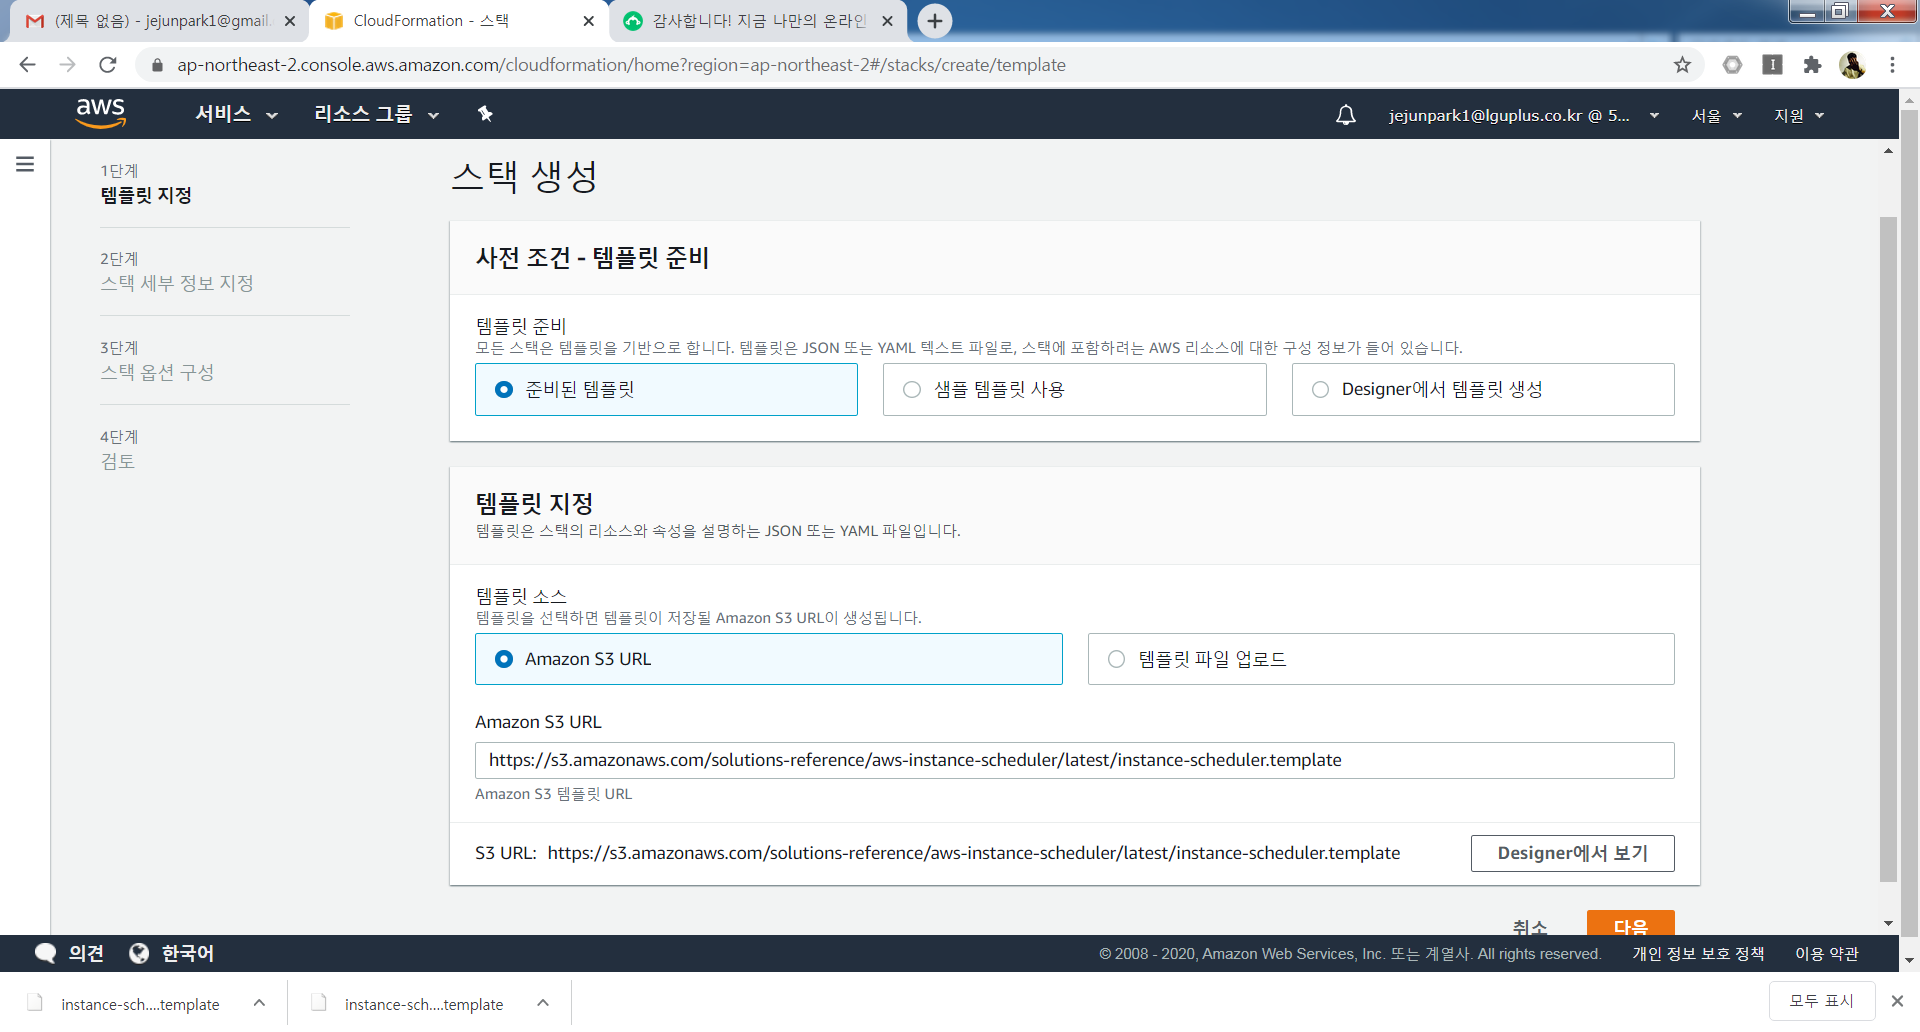 (제목 없음) - jejunpark1@gmail.
CloudFormation - 스택
감사합니다! 지금 나만의 온라인
ap-northeast-2.console.aws.amazon.com/cloudformation/home?region=ap-northeast-2#/stacks/create/template
aws
서비스
리소스 그룹
jejunpark1@lguplus.co.kr @ 5...
서울
지원
1단계
템플릿 지정
2단계
스택 세부 정보 지정
3단계
스택 옵션 구성
4단계
검토
스택 생성
사전 조건 - 템플릿 준비
템플릿 준비
모든 스택은 템플릿을 기반으로 합니다. 템플릿은 JSON 또는 YAML 텍스트 파일로, 스택에 포함하려는 AWS 리소스에 대한 구성 정보가 들어 있습니다.
준비된 템플릿
샘플 템플릿 사용
Designer에서 템플릿 생성
템플릿 지정
템플릿은 스택의 리소스와 속성을 설명하는 JSON 또는 YAML 파일입니다.
템플릿 소스
템플릿을 선택하면 템플릿이 저장될 Amazon S3 URL이 생성됩니다.
Amazon S3 URL
템플릿 파일 업로드
Amazon S3 URL
https://s3.amazonaws.com/solutions-reference/aws-instance-scheduler/latest/instance-scheduler.template
Amazon S3 템플릿 URL
S3 URL: https://s3.amazonaws.com/solutions-reference/aws-instance-scheduler/latest/instance-scheduler.template
Designer에서 보기
취소
다음
의견
한국어
© 2008 - 2020, Amazon Web Services, Inc. 또는 계열사. All rights reserved.
개인 정보 보호 정책
이용 약관
instance-sch....template
instance-sch....template
모두 표시